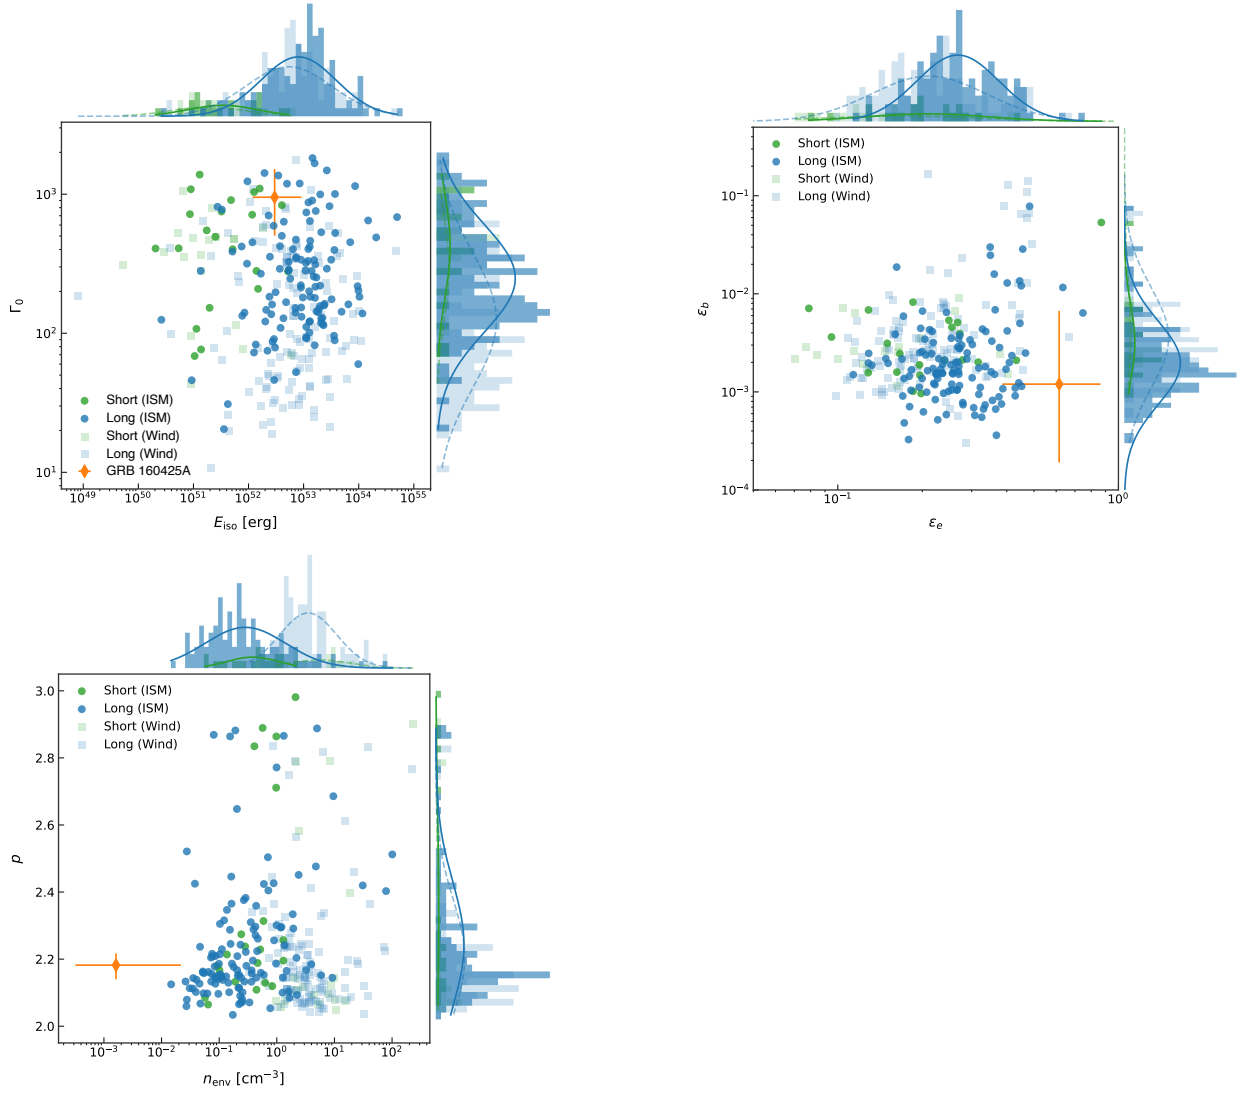 Γ₀
10³
10²
10¹
Short (ISM)
Long (ISM)
Short (Wind)
Long (Wind)
GRB 160425A
10⁴⁹ 10⁵⁰ 10⁵¹ 10⁵² 10⁵³ 10⁵⁴ 10⁵⁵
E_iso [erg]
ε_b
10⁻¹
10⁻²
10⁻³
10⁻⁴
Short (ISM)
Long (ISM)
Short (Wind)
Long (Wind)
10⁻¹ 10⁰
ε_e
p
3.0
2.8
2.6
2.4
2.2
2.0
Short (ISM)
Long (ISM)
Short (Wind)
Long (Wind)
10⁻³ 10⁻² 10⁻¹ 10⁰ 10¹ 10²
n_env [cm⁻³]